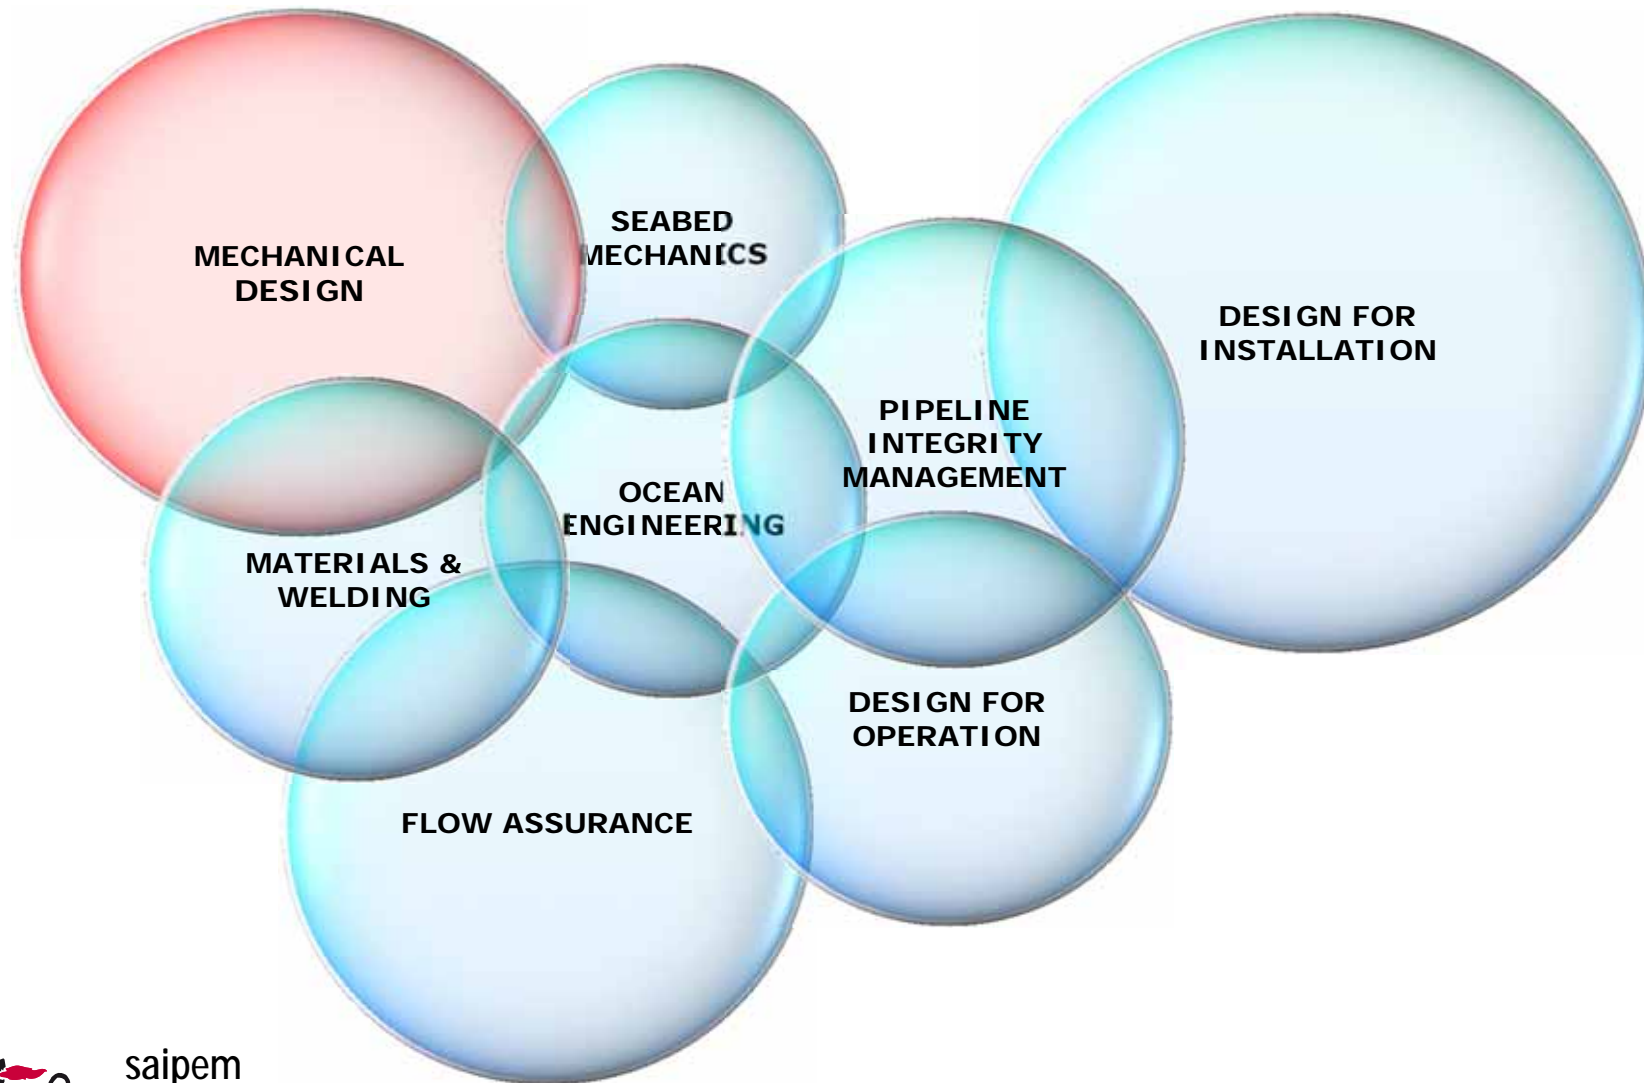 MECHANICAL
DESIGN
SEABED
MECHANICS
DESIGN FOR
INSTALLATION
PIPELINE
INTEGRITY
MANAGEMENT
OCEAN
ENGINEERING
MATERIALS &
WELDING
DESIGN FOR
OPERATION
FLOW ASSURANCE
saipem